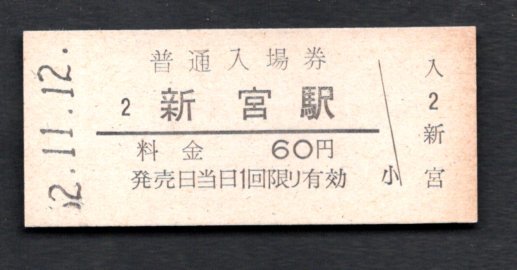 52.11.12.
普通入場券
2 新宮駅
料金 60円
発売日当日1回限り有効
小
入
2
新
宮